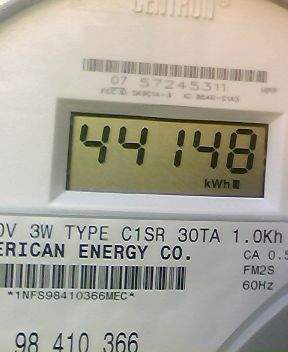 CENTRON
07 57245311
44148
kWh
3W TYPE C1SR 30TA 1.0Kh
ERICAN ENERGY CO.
CA 0.5
FM2S
60Hz
*1NFS98410366MEC*
98 410 366